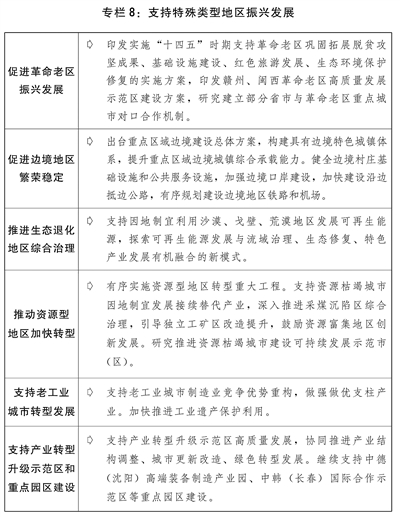 专栏 8：支持特殊类型地区振兴发展
促进革命老区
振兴发展
印发实施“十四五”时期支持革命老区巩固拓展脱贫攻
坚成果、基础设施建设、红色旅游发展、生态环境保护
修复的实施方案，印发赣州、闽西革命老区高质量发展
示范区建设方案，研究建立部分省市与革命老区重点城
市对口合作机制。
促进边境地区
繁荣稳定
出台重点区域边境建设总体方案，构建具有边境特色城镇体
系，提升重点区域边境城镇综合承载能力。健全边境村庄基
础设施和公共服务设施，加强边境口岸建设，加快建设沿边
抵边公路，有序规划建设边境地区铁路和机场。
推进生态退化
地区综合治理
支持因地制宜利用沙漠、戈壁、荒漠地区发展可再生能
源，探索可再生能源发展与流域治理、生态修复、特色
产业发展有机融合的新模式。
推动资源型
地区加快转型
有序实施资源型地区转型重大工程。支持资源枯竭城市
因地制宜发展接续替代产业，深入推进采煤沉陷区综合
治理，引导独立工矿区改造提升，鼓励资源富集地区创
新发展。研究推进资源枯竭城市建设可持续发展示范市
（区）。
支持老工业
城市转型发展
支持老工业城市制造业竞争优势重构，做强做优支柱产
业。加快推进工业遗产保护利用。
支持产业转型
升级示范区和
重点园区建设
支持产业转型升级示范区高质量发展，协同推进产业结
构调整、城市更新改造、绿色转型发展。继续支持中德
（沈阳）高端装备制造产业园、中韩（长春）国际合作示
范区等重点园区建设。